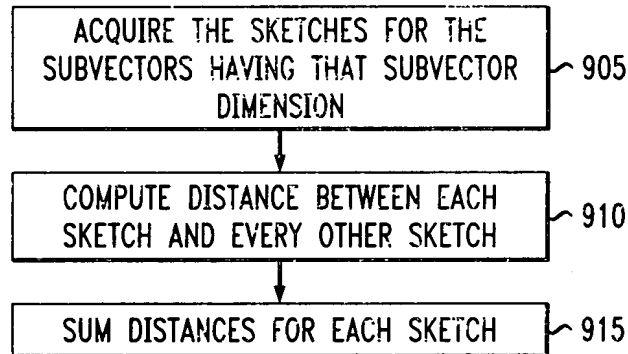 ACQUIRE THE SKETCHES FOR THE
SUBVECTORS HAVING THAT SUBVECTOR
DIMENSION
905
COMPUTE DISTANCE BETWEEN EACH
SKETCH AND EVERY OTHER SKETCH
910
SUM DISTANCES FOR EACH SKETCH
915